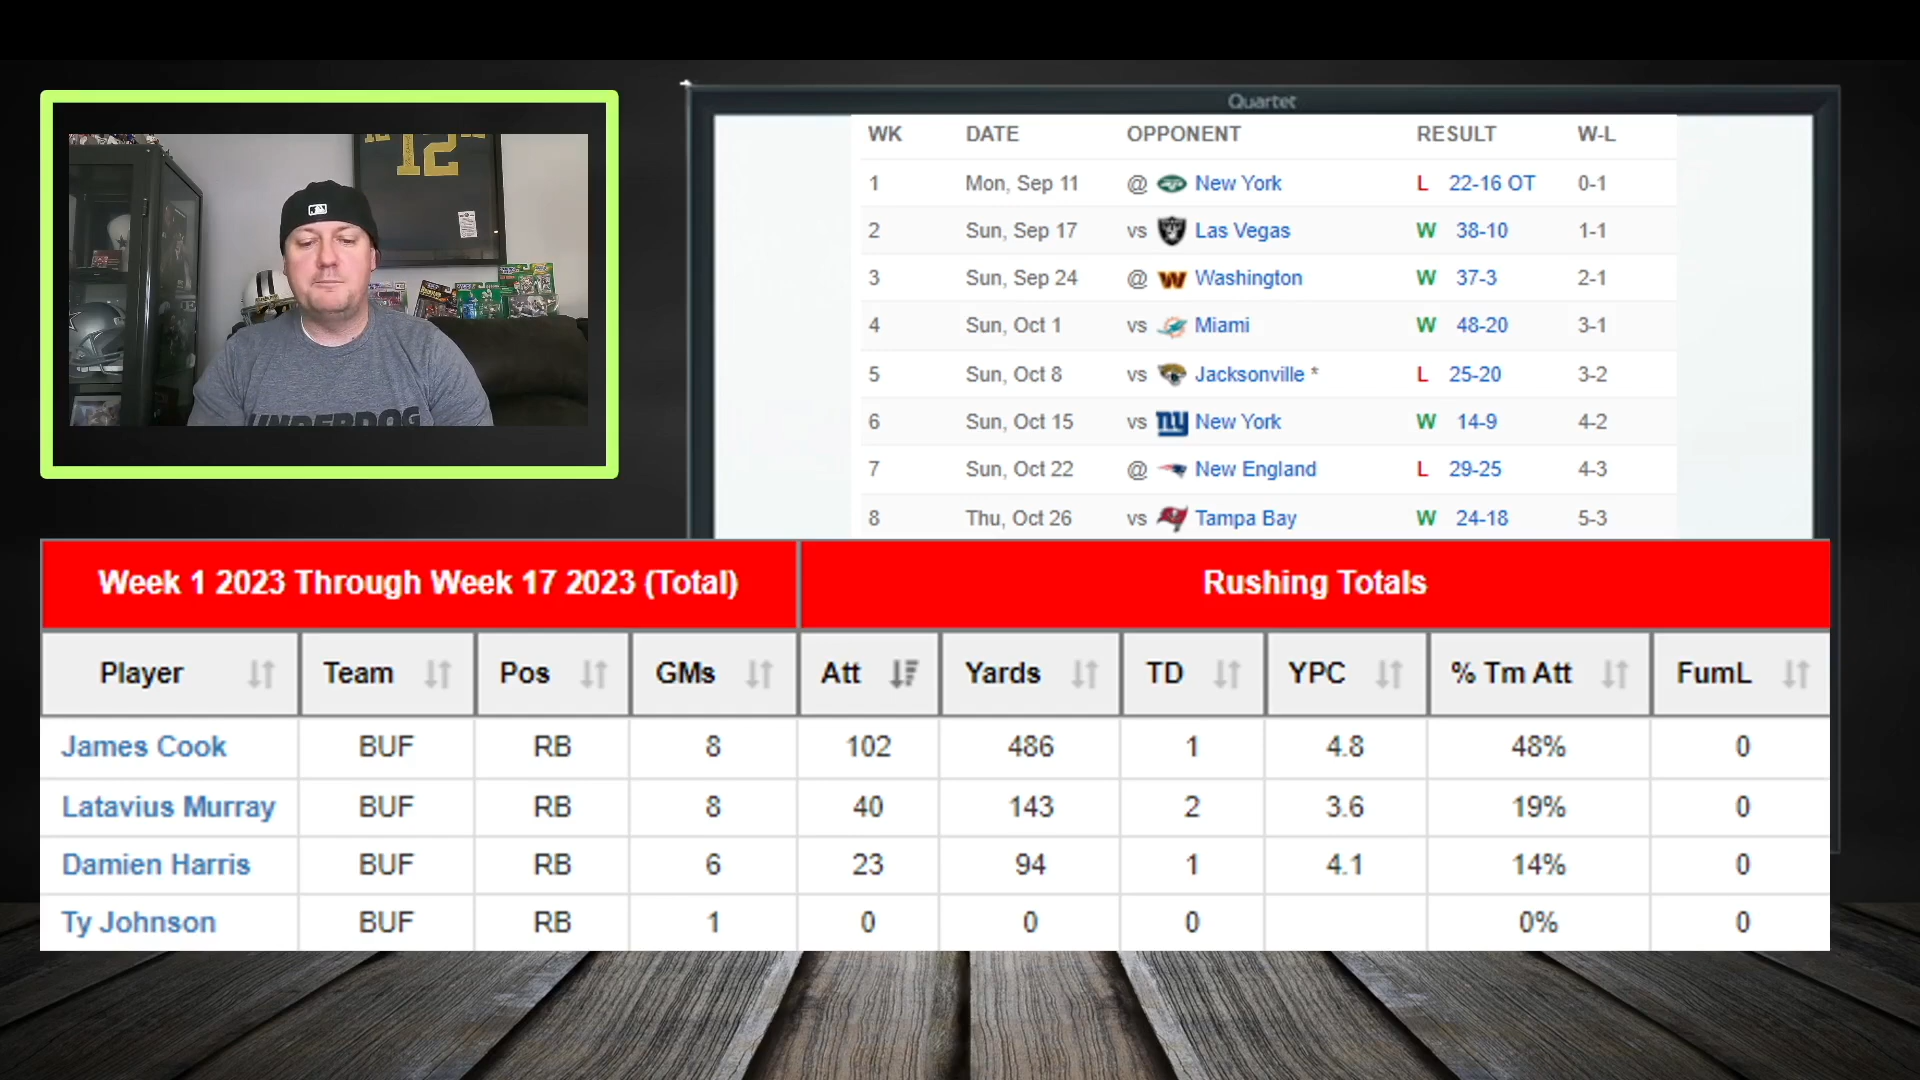 12
UNDERDOG
Quartet
WK DATE OPPONENT RESULT W-L
1 Mon, Sep 11 @ New York L 22-16 OT 0-1
2 Sun, Sep 17 vs Las Vegas W 38-10 1-1
3 Sun, Sep 24 @ Washington W 37-3 2-1
4 Sun, Oct 1 vs Miami W 48-20 3-1
5 Sun, Oct 8 vs Jacksonville * L 25-20 3-2
6 Sun, Oct 15 vs ny New York W 14-9 4-2
7 Sun, Oct 22 @ New England L 29-25 4-3
8 Thu, Oct 26 vs Tampa Bay W 24-18 5-3
Week 1 2023 Through Week 17 2023 (Total) Rushing Totals
Player Team Pos GMs Att Yards TD YPC % Tm Att FumL
James Cook BUF RB 8 102 486 1 4.8 48% 0
Latavius Murray BUF RB 8 40 143 2 3.6 19% 0
Damien Harris BUF RB 6 23 94 1 4.1 14% 0
Ty Johnson BUF RB 1 0 0 0 0% 0